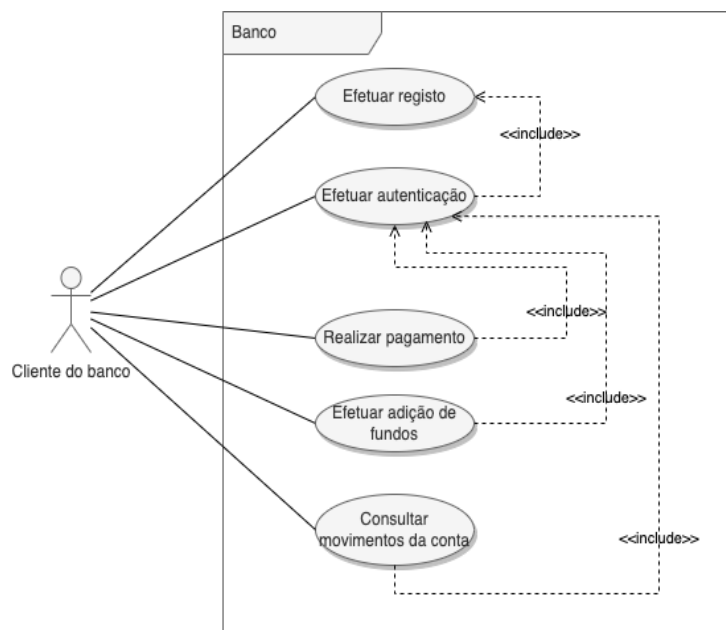 Banco
Efetuar registo
<<include>>
Efetuar autenticação
<<include>>
Realizar pagamento
Cliente do banco
<<include>>
Efetuar adição de
fundos
Consultar
movimentos da conta
<<include>>